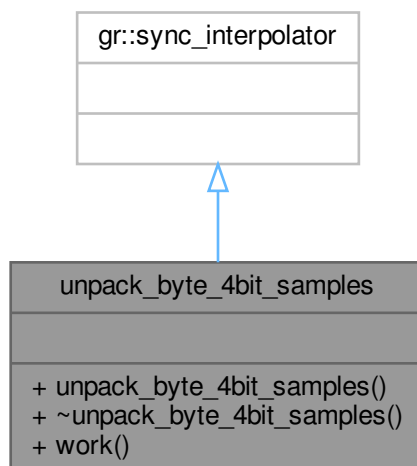 gr::sync_interpolator
unpack_byte_4bit_samples
+ unpack_byte_4bit_samples()
+ ~unpack_byte_4bit_samples()
+ work()